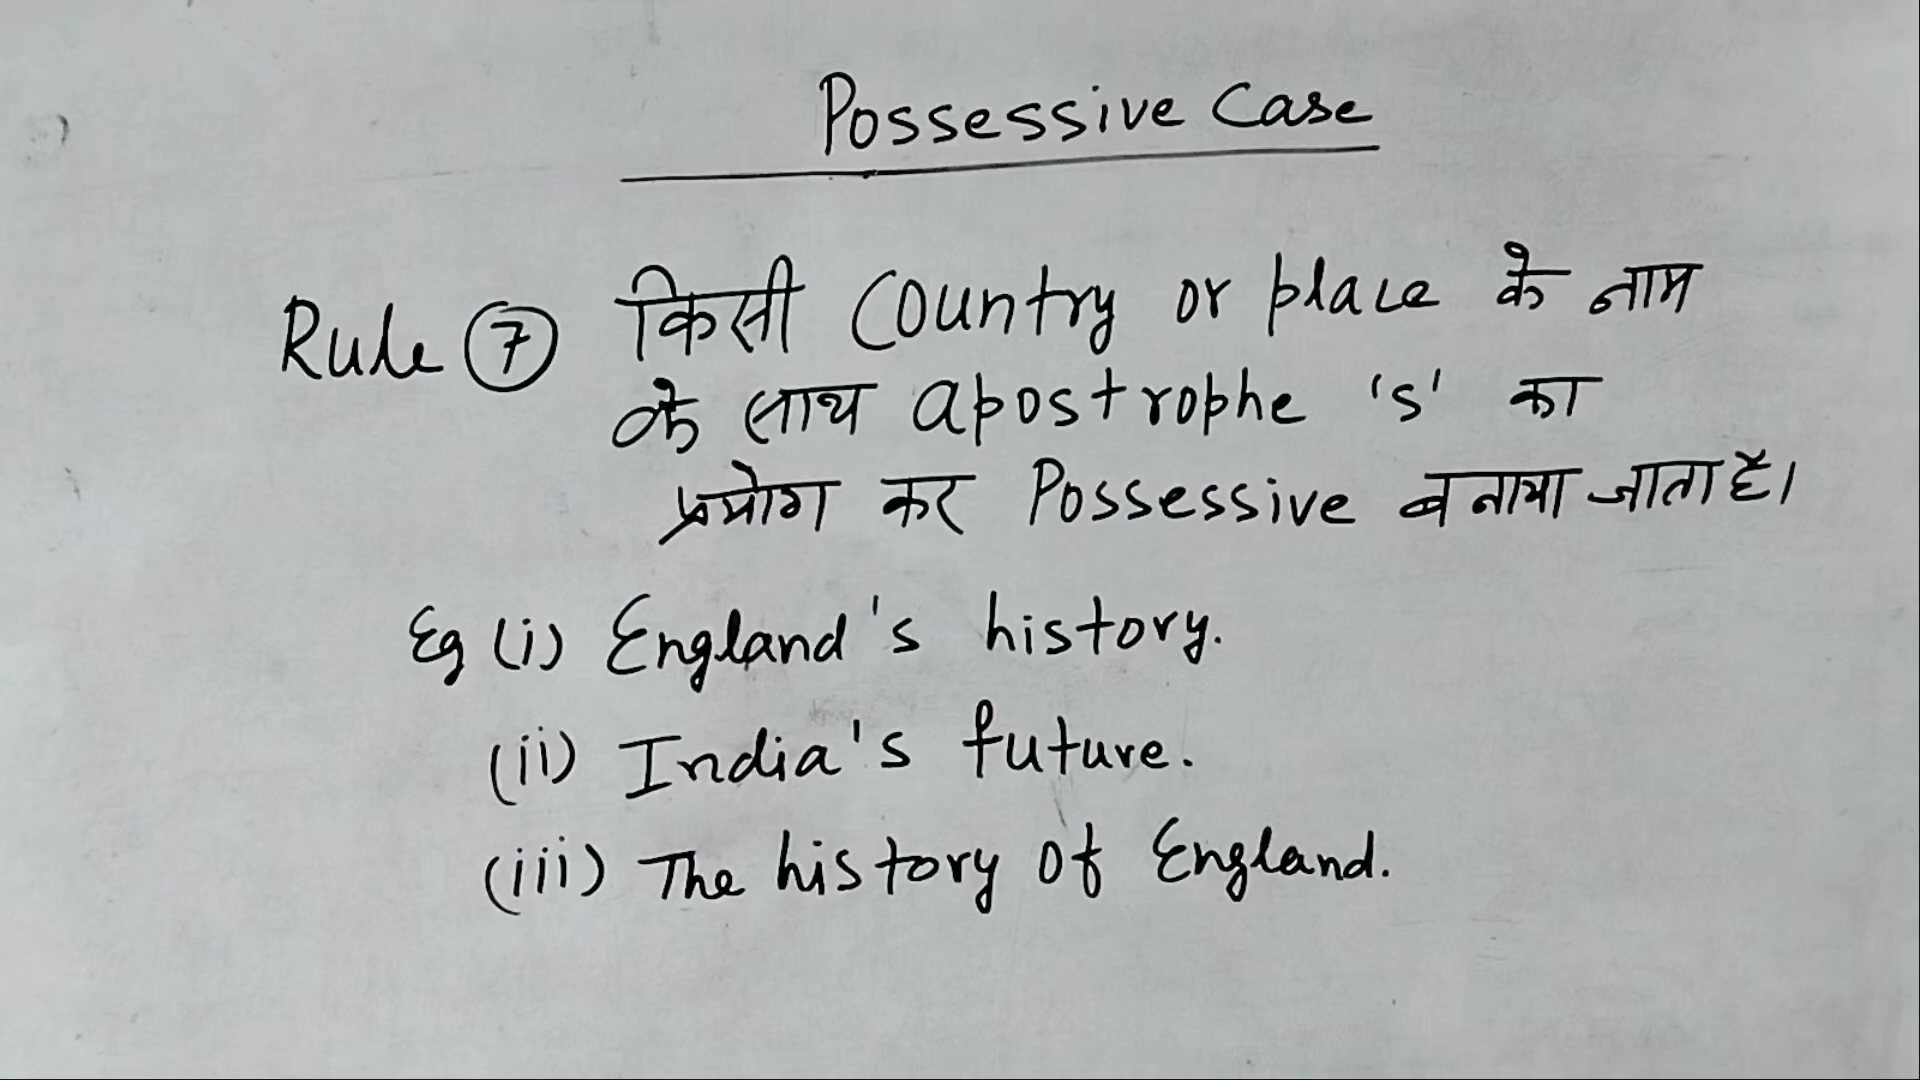 Possessive Case
Rule ⑦ किसी Country or place के नाम
के साथ apostrophe 's' का
प्रयोग कर Possessive बनाया जाता है।
Eg (i) England's history.
(ii) India's future.
(iii) The history of England.